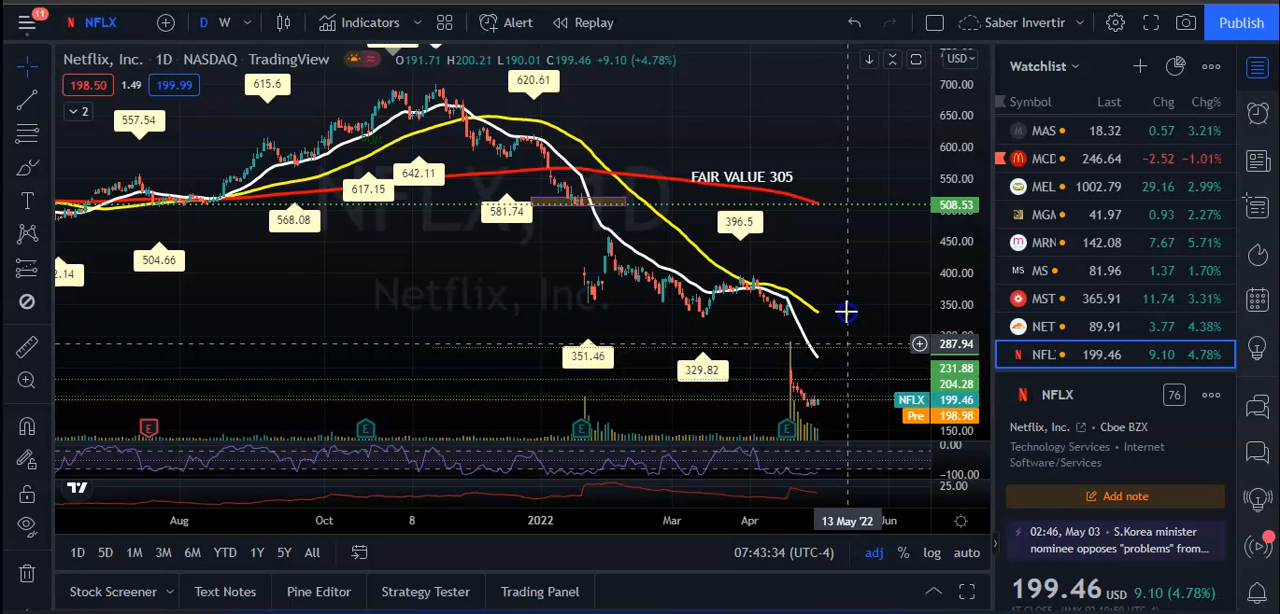 11
NFLX
D W
Indicators
Alert
Replay
Saber Invertir
Publish
Netflix, Inc. · 1D · NASDAQ · TradingView
O191.71 H200.21 L190.01 C199.46 +9.10 (+4.78%)
USD
198.50 1.49 199.99
2
615.6
620.61
557.54
642.11
617.15
568.08
581.74
504.66
2.14
FAIR VALUE 305
396.5
351.46
329.82
NFLX, 1D
Netflix, Inc.
700.00
650.00
600.00
550.00
508.53
450.00
400.00
350.00
287.94
231.88
204.28
NFLX 199.46
Pre 198.98
150.00
0.00
−100.00
25.00
E E E E
Aug Oct 8 2022 Mar Apr 13 May '22 Jun
1D 5D 1M 3M 6M YTD 1Y 5Y All
07:43:34 (UTC-4) adj % log auto
Stock Screener Text Notes Pine Editor Strategy Tester Trading Panel
Watchlist
Symbol Last Chg Chg%
MAS 18.32 0.57 3.21%
MCD 246.64 −2.52 −1.01%
MEL 1002.79 29.16 2.99%
MGM 41.97 0.93 2.27%
MRN 142.08 7.67 5.71%
MS MS 81.96 1.37 1.70%
MST 365.91 11.74 3.31%
NET 89.91 3.77 4.38%
NFL 199.46 9.10 4.78%
NFLX 76
Netflix, Inc. · Cboe BZX
Technology Services · Internet
Software/Services
Add note
02:46, May 03 · S.Korea minister
nominee opposes "problems" from...
199.46 USD 9.10 (4.78%)